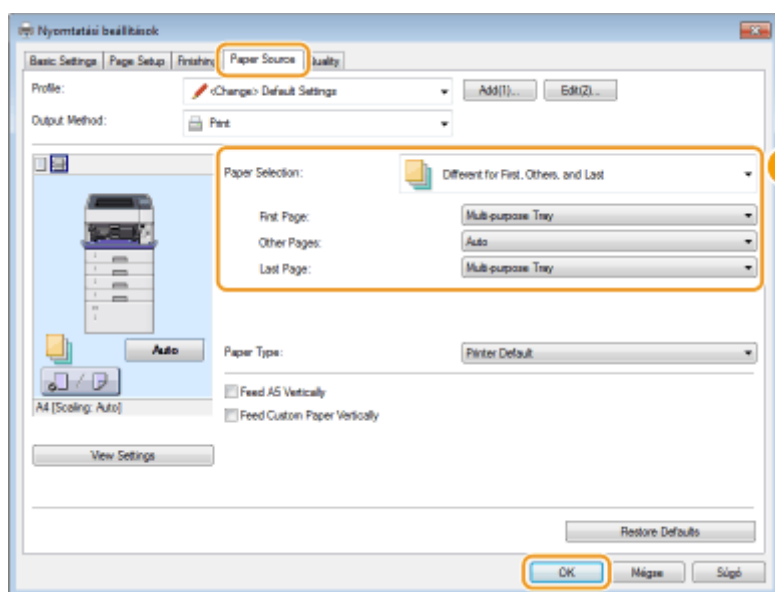 Nyomtatási beállítások
Basic Settings Page Setup Finishing Paper Source Quality
Profile: <Change> Default Settings Add(1)... Edit(2)...
Output Method: Print
Paper Selection: Different for First, Others, and Last
First Page: Multi-purpose Tray
Other Pages: Auto
Last Page: Multi-purpose Tray
Auto
Paper Type: Printer Default
A4 [Scaling: Auto]
Feed A5 Vertically
Feed Custom Paper Vertically
View Settings
Restore Defaults
OK Mégse Súgó